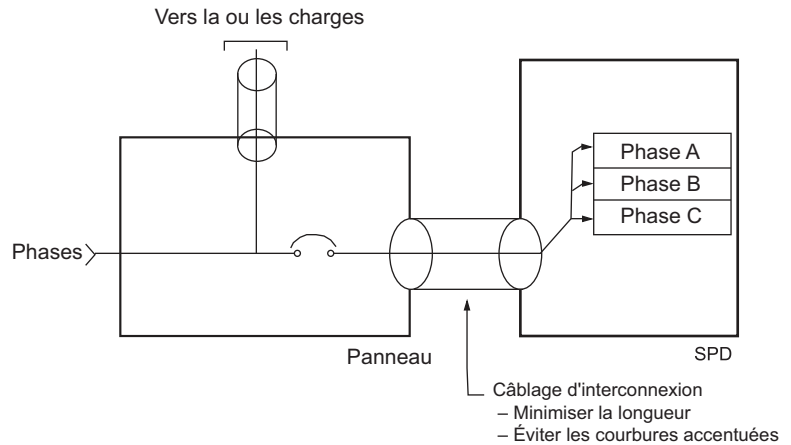 Vers la ou les charges
Phase A
Phase B
Phase C
Phases
Panneau
SPD
Câblage d'interconnexion
– Minimiser la longueur
– Éviter les courbures accentuées